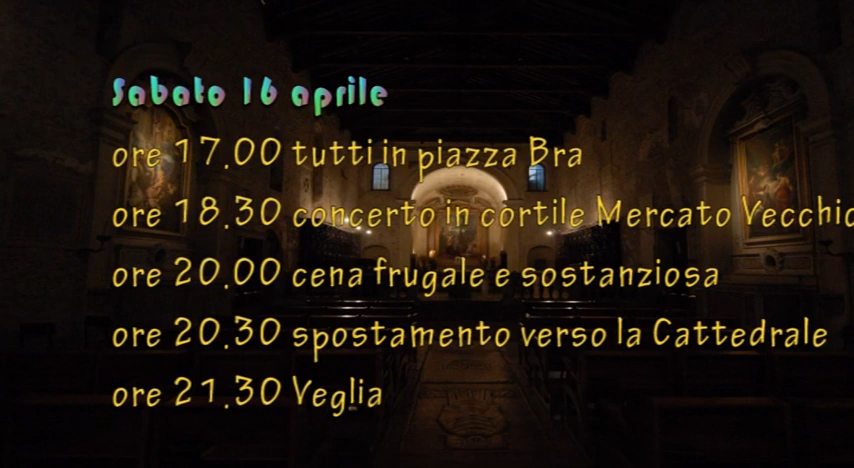 Sabato 16 aprile
ore 17.00 tutti in piazza Bra
ore 18.30 concerto in cortile Mercato Vecchio
ore 20.00 cena frugale e sostanziosa
ore 20.30 spostamento verso la Cattedrale
ore 21.30 Veglia